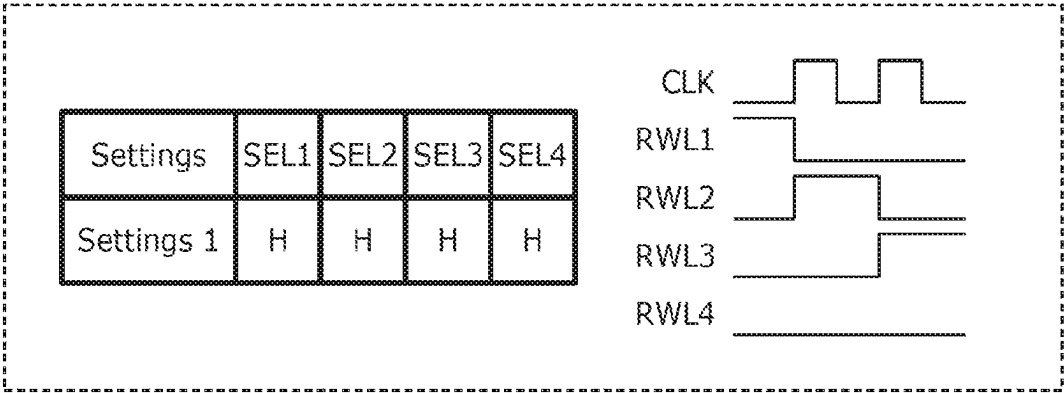 Settings SEL1 SEL2 SEL3 SEL4
Settings 1 H H H H
CLK
RWL1
RWL2
RWL3
RWL4